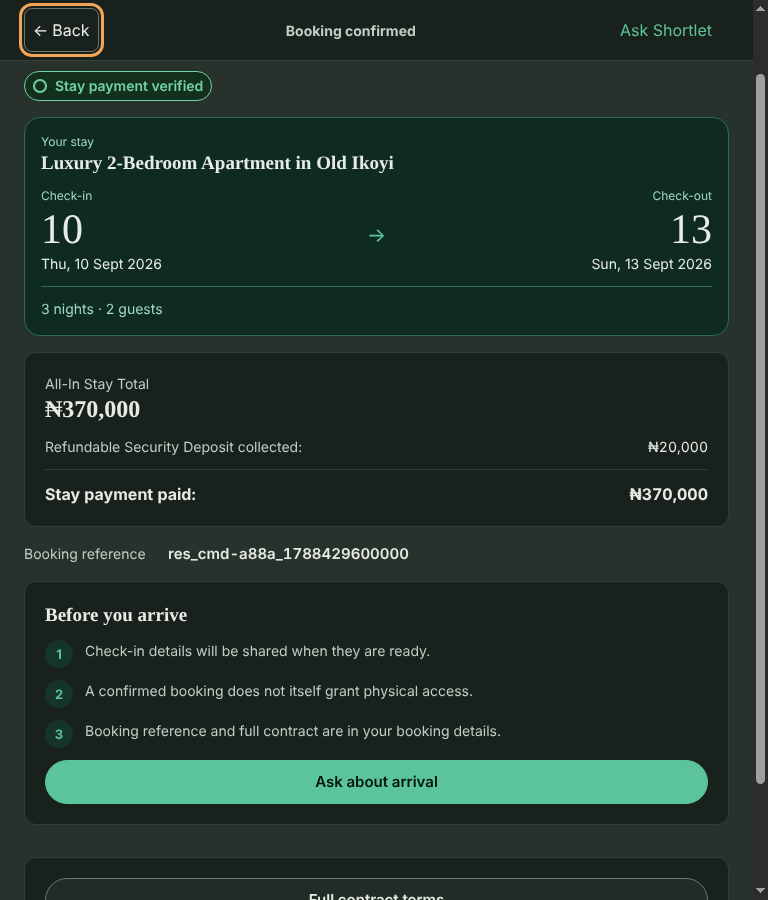 ← Back
Booking confirmed
Ask Shortlet
Stay payment verified
Your stay
Luxury 2-Bedroom Apartment in Old Ikoyi
Check-in
Check-out
10
→
13
Thu, 10 Sept 2026
Sun, 13 Sept 2026
3 nights · 2 guests
All-In Stay Total
₦370,000
Refundable Security Deposit collected:
₦20,000
Stay payment paid:
₦370,000
Booking reference
res_cmd-a88a_1788429600000
Before you arrive
1 Check-in details will be shared when they are ready.
2 A confirmed booking does not itself grant physical access.
3 Booking reference and full contract are in your booking details.
Ask about arrival
Full contract terms